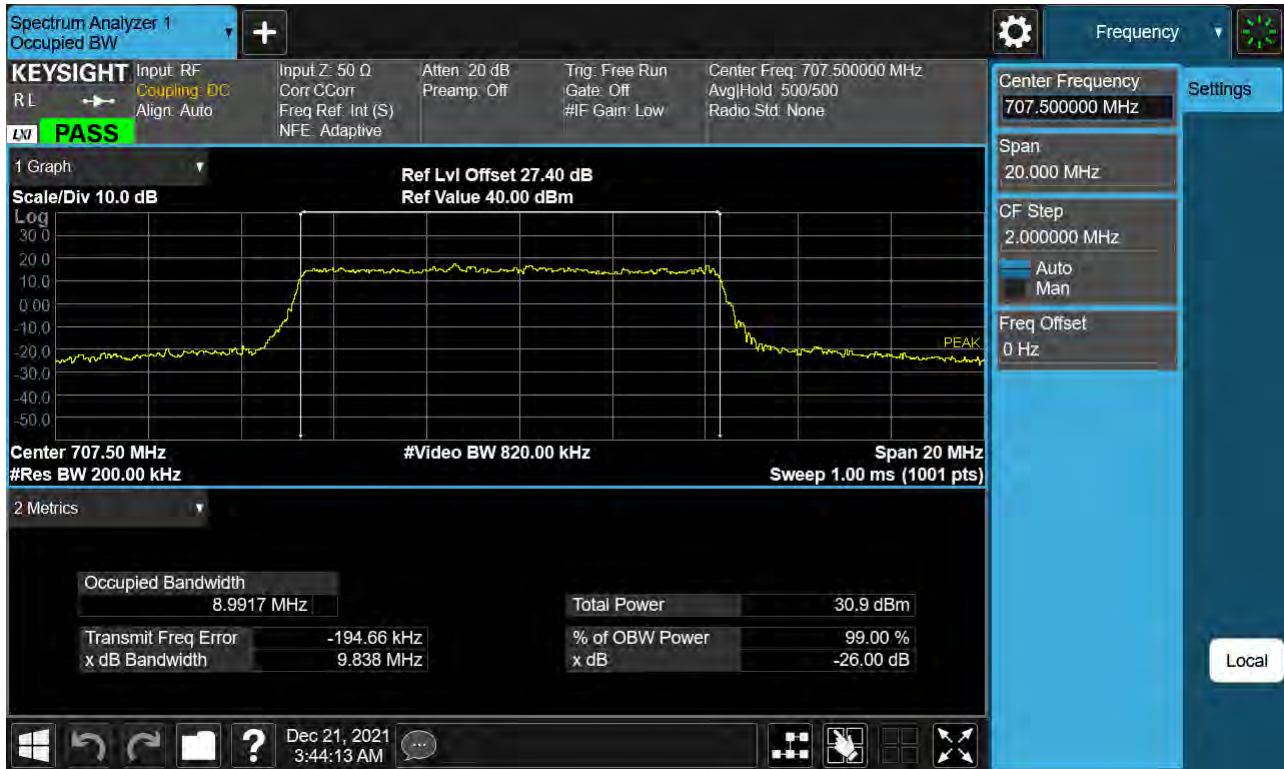 Spectrum Analyzer 1
Occupied BW
+
Frequency
KEYSIGHT
RL
LXI PASS
Input: RF
Coupling: DC
Align: Auto
Input Z: 50 Ω
Corr CCorr
Freq Ref: Int (S)
NFE: Adaptive
Atten: 20 dB
Preamp: Off
Trig: Free Run
Gate: Off
#IF Gain: Low
Center Freq: 707.500000 MHz
Avg|Hold: 500/500
Radio Std: None
Center Frequency
707.500000 MHz
Settings
Span
20.000 MHz
CF Step
2.000000 MHz
Auto
Man
Freq Offset
0 Hz
Local
1 Graph
Scale/Div 10.0 dB
Ref Lvl Offset 27.40 dB
Ref Value 40.00 dBm
Log
30.0
20.0
10.0
0.00
-10.0
-20.0
-30.0
-40.0
-50.0
PEAK
Center 707.50 MHz
#Video BW 820.00 kHz
Span 20 MHz
#Res BW 200.00 kHz
Sweep 1.00 ms (1001 pts)
2 Metrics
Occupied Bandwidth
8.9917 MHz
Total Power 30.9 dBm
Transmit Freq Error -194.66 kHz
% of OBW Power 99.00 %
x dB Bandwidth 9.838 MHz
x dB -26.00 dB
?
Dec 21, 2021
3:44:13 AM